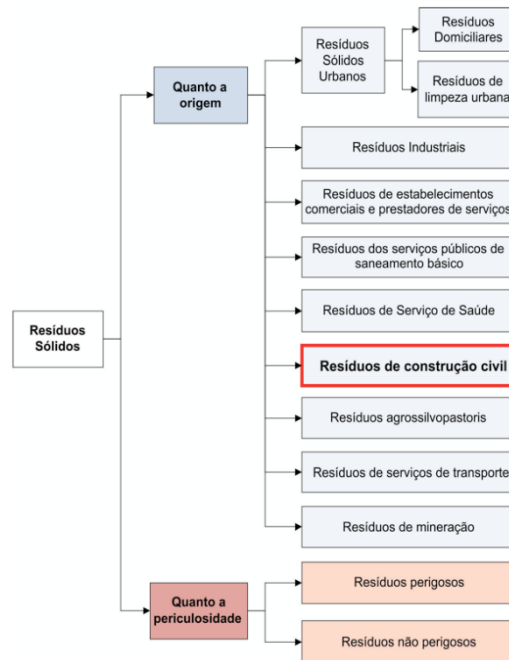 Resíduos
Sólidos
Quanto a
origem
Resíduos
Sólidos
Urbanos
Resíduos
Domiciliares
Resíduos de
limpeza urbana
Resíduos Industriais
Resíduos de estabelecimentos
comerciais e prestadores de serviços
Resíduos dos serviços públicos de
saneamento básico
Resíduos de Serviço de Saúde
Resíduos de construção civil
Resíduos agrossilvopastoris
Resíduos de serviços de transporte
Resíduos de mineração
Quanto a
periculosidade
Resíduos perigosos
Resíduos não perigosos